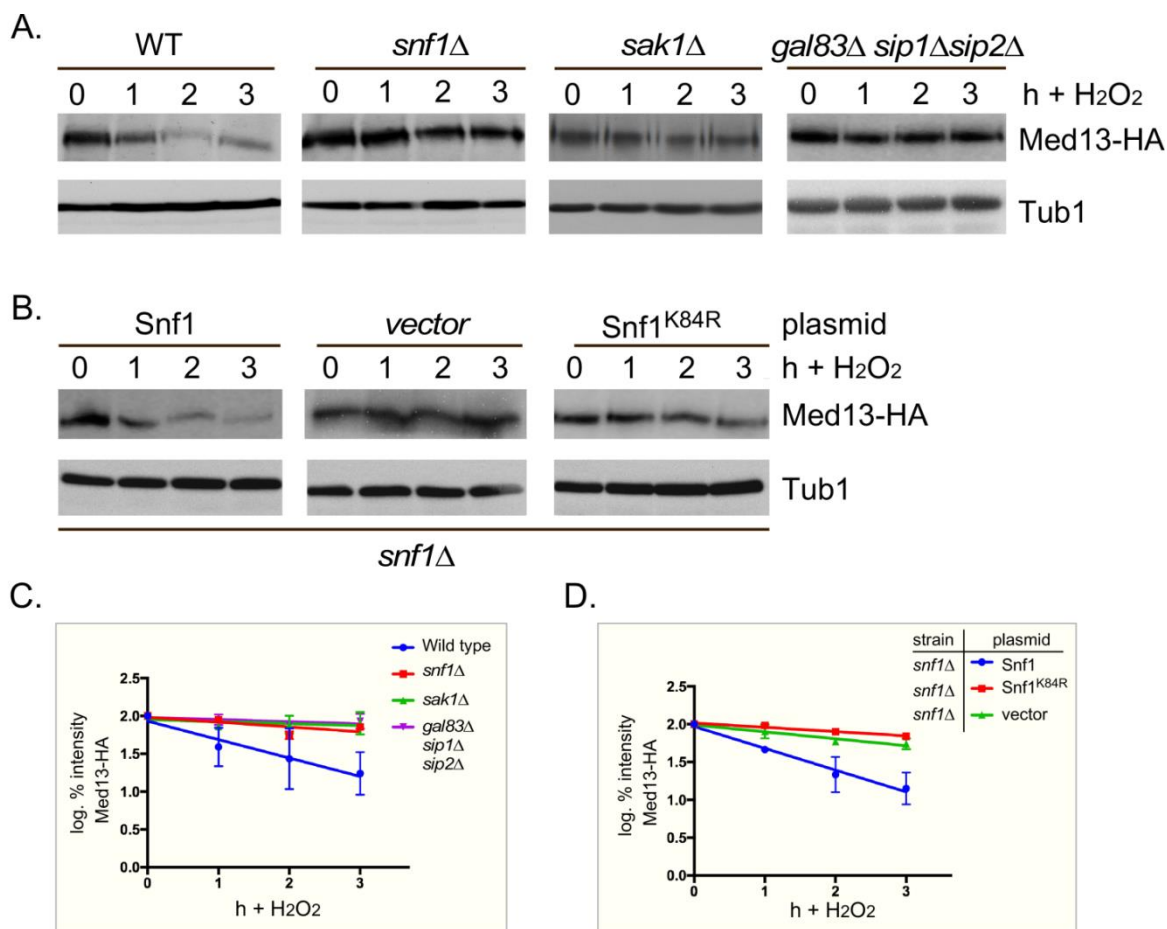 A.
WT snf1Δ sak1Δ gal83Δ sip1Δsip2Δ
0 1 2 3 0 1 2 3 0 1 2 3 0 1 2 3 h + H2O2
Med13-HA
Tub1
B.
Snf1 vector Snf1K84R plasmid
0 1 2 3 0 1 2 3 0 1 2 3 h + H2O2
Med13-HA
Tub1
snf1Δ
C.
Wild type
snf1Δ
sak1Δ
gal83Δ
sip1Δ
sip2Δ
log. % intensity
Med13-HA
2.5
2.0
1.5
1.0
0.5
0.0
0 1 2 3
h + H2O2
D.
strain plasmid
snf1Δ Snf1
snf1Δ Snf1K84R
snf1Δ vector
log. % intensity
Med13-HA
2.5
2.0
1.5
1.0
0.5
0.0
0 1 2 3
h + H2O2